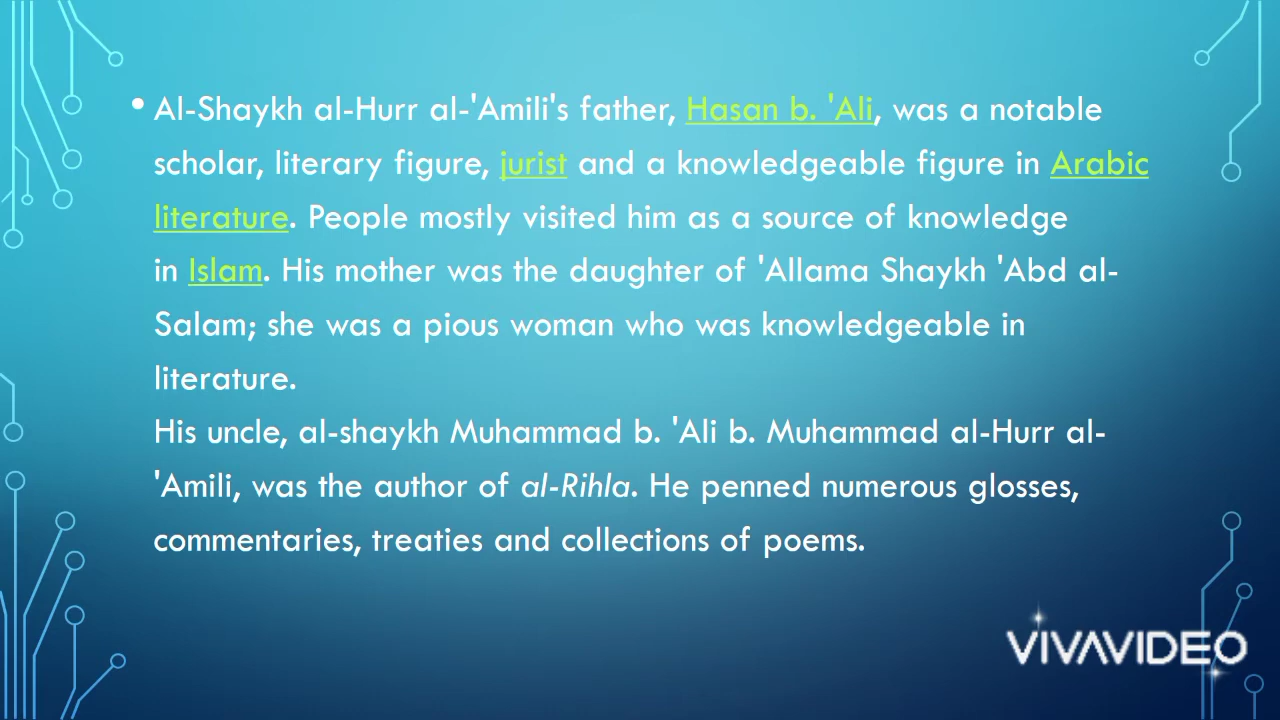 • Al-Shaykh al-Hurr al-'Amili's father, Hasan b. 'Ali, was a notable
scholar, literary figure, jurist and a knowledgeable figure in Arabic
literature. People mostly visited him as a source of knowledge
in Islam. His mother was the daughter of 'Allama Shaykh 'Abd al-
Salam; she was a pious woman who was knowledgeable in
literature.
His uncle, al-shaykh Muhammad b. 'Ali b. Muhammad al-Hurr al-
'Amili, was the author of al-Rihla. He penned numerous glosses,
commentaries, treaties and collections of poems.
VIVAVIDEO